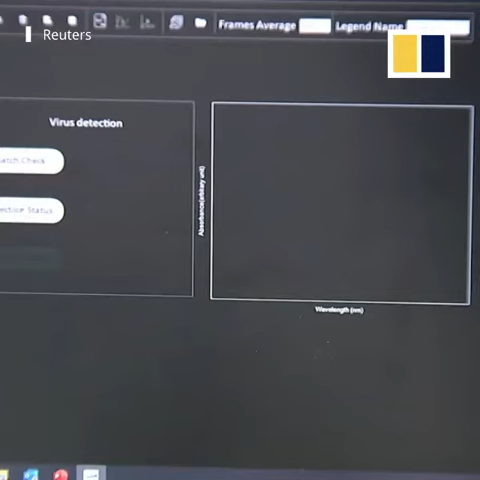 Frames Average
Legend Name
Reuters
Virus detection
atch Check
ection Status
Absorbance(arbitrary unit)
Wavelength (nm)